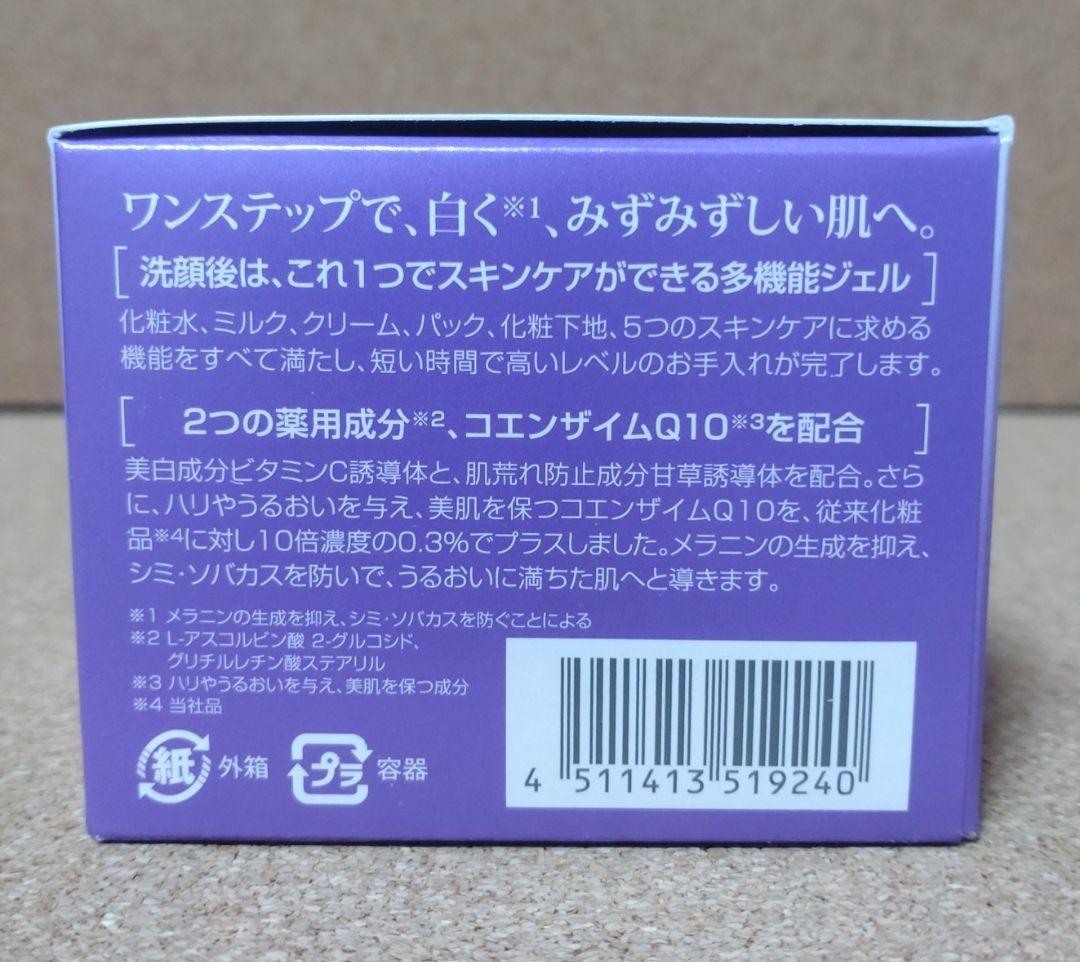 ワンステップで、白く※1、みずみずしい肌へ。
洗顔後は、これ1つでスキンケアができる多機能ジェル
化粧水、ミルク、クリーム、パック、化粧下地、5つのスキンケアに求める
機能をすべて満たし、短い時間で高いレベルのお手入れが完了します。
2つの薬用成分※2、コエンザイムQ10※3を配合
美白成分ビタミンC誘導体と、肌荒れ防止成分甘草誘導体を配合。さら
に、ハリやうるおいを与え、美肌を保つコエンザイムQ10を、従来化粧
品※4に対し10倍濃度の0.3%でプラスしました。メラニンの生成を抑え、
シミ・ソバカスを防いで、うるおいに満ちた肌へと導きます。
※1 メラニンの生成を抑え、シミ・ソバカスを防ぐことによる
※2 L-アスコルビン酸 2-グルコシド、
グリチルレチン酸ステアリル
※3 ハリやうるおいを与え、美肌を保つ成分
※4 当社品
紙 外箱 プラ 容器
4 511413 519240